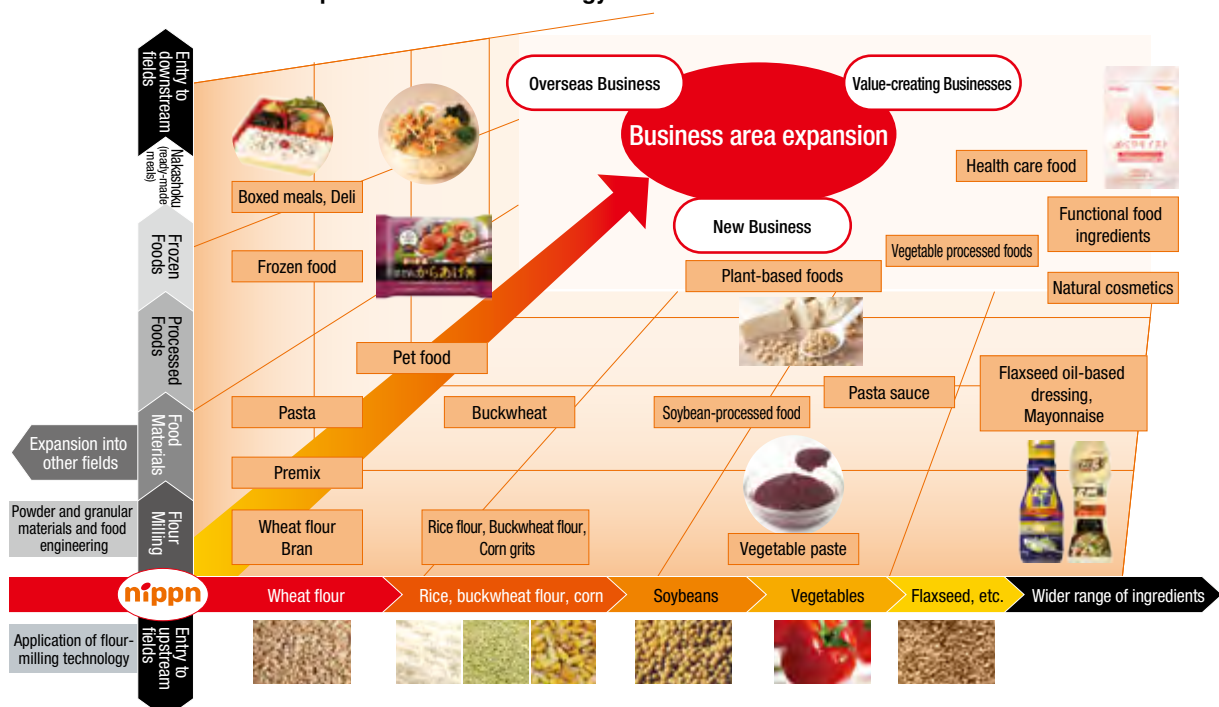 Entry to
downstream
fields
Nakashoku
(ready-made
meals)
Frozen
Foods
Processed
Foods
Food
Materials
Flour
Milling
Entry to
upstream
fields
Expansion into
other fields
Powder and granular
materials and food
engineering
Application of flour-
milling technology
Overseas Business
Value-creating Businesses
Business area expansion
New Business
Boxed meals, Deli
Frozen food
からあげ
Pet food
Pasta
Premix
Wheat flour
Bran
Buckwheat
Rice flour, Buckwheat flour,
Corn grits
Plant-based foods
Soybean-processed food
Vegetable paste
Vegetable processed foods
Pasta sauce
Health care food
Functional food
ingredients
Natural cosmetics
Flaxseed oil-based
dressing,
Mayonnaise
nippn
Wheat flour
Rice, buckwheat flour, corn
Soybeans
Vegetables
Flaxseed, etc.
Wider range of ingredients